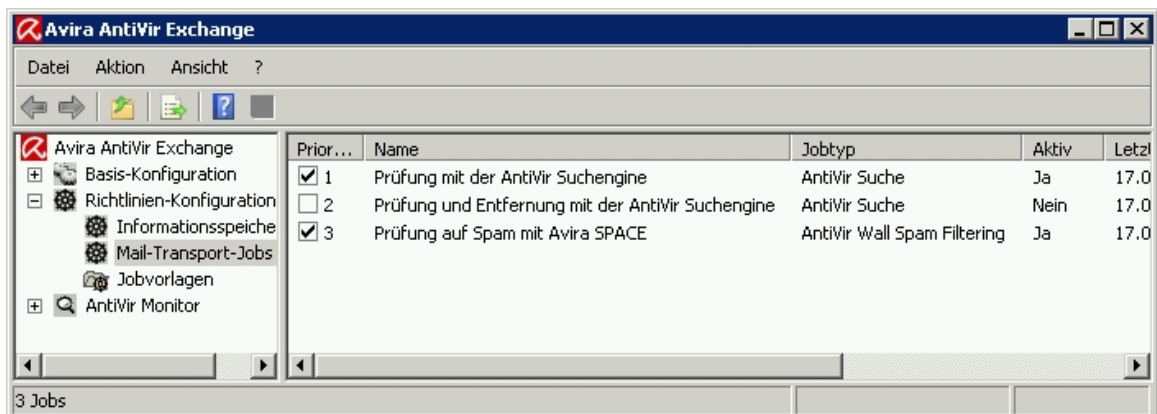 Avira AntiVir Exchange
Datei Aktion Ansicht ?
Avira AntiVir Exchange
Basis-Konfiguration
Richtlinien-Konfiguration
Informationsspeiche
Mail-Transport-Jobs
Jobvorlagen
AntiVir Monitor
Prior... Name Jobtyp Aktiv Letzt
1 Prüfung mit der AntiVir Suchengine AntiVir Suche Ja 17.0
2 Prüfung und Entfernung mit der AntiVir Suchengine AntiVir Suche Nein 17.0
3 Prüfung auf Spam mit Avira SPACE AntiVir Wall Spam Filtering Ja 17.0
3 Jobs